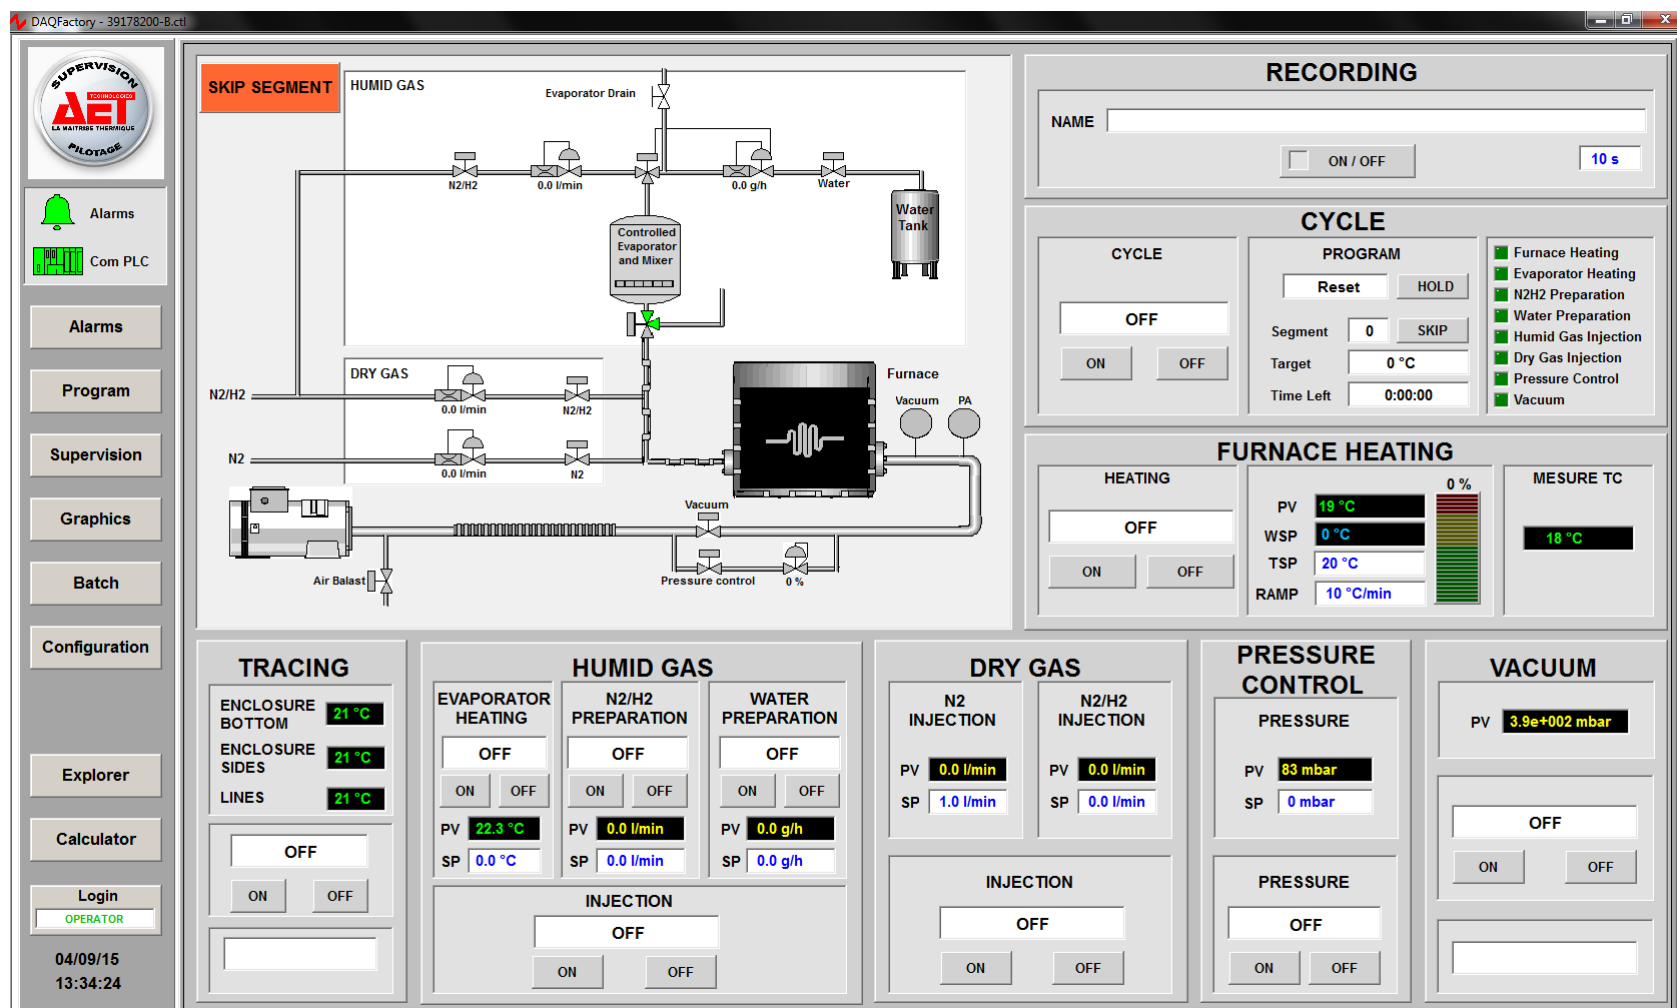 DAQFactory - 39178200-B.ctl
SUPERVISION
AET
TECHNOLOGIES
LA MAITRISE THERMIQUE
PILOTAGE
Alarms
Com PLC
Alarms
Program
Supervision
Graphics
Batch
Configuration
Explorer
Calculator
Login
OPERATOR
04/09/15
13:34:24
SKIP SEGMENT
HUMID GAS
Evaporator Drain
N2/H2
0.0 l/min
0.0 g/h
Water
Water
Tank
Controlled
Evaporator
and Mixer
DRY GAS
N2/H2
0.0 l/min
N2/H2
N2
0.0 l/min
N2
Furnace
Vacuum
PA
Vacuum
Air Balast
Pressure control
0 %
RECORDING
NAME
ON / OFF
10 s
CYCLE
CYCLE
OFF
ON
OFF
PROGRAM
Reset
HOLD
Segment
0
SKIP
Target
0 °C
Time Left
0:00:00
Furnace Heating
Evaporator Heating
N2H2 Preparation
Water Preparation
Humid Gas Injection
Dry Gas Injection
Pressure Control
Vacuum
FURNACE HEATING
HEATING
OFF
ON
OFF
PV
19 °C
WSP
0 °C
TSP
20 °C
RAMP
10 °C/min
0 %
MESURE TC
18 °C
TRACING
ENCLOSURE
BOTTOM
21 °C
ENCLOSURE
SIDES
21 °C
LINES
21 °C
OFF
ON
OFF
HUMID GAS
EVAPORATOR
HEATING
OFF
ON
OFF
PV
22.3 °C
SP
0.0 °C
N2/H2
PREPARATION
OFF
ON
OFF
PV
0.0 l/min
SP
0.0 l/min
WATER
PREPARATION
OFF
ON
OFF
PV
0.0 g/h
SP
0.0 g/h
INJECTION
OFF
ON
OFF
DRY GAS
N2
INJECTION
PV
0.0 l/min
SP
1.0 l/min
N2/H2
INJECTION
PV
0.0 l/min
SP
0.0 l/min
INJECTION
OFF
ON
OFF
PRESSURE
CONTROL
PRESSURE
PV
83 mbar
SP
0 mbar
PRESSURE
OFF
ON
OFF
VACUUM
PV
3.9e+002 mbar
OFF
ON
OFF